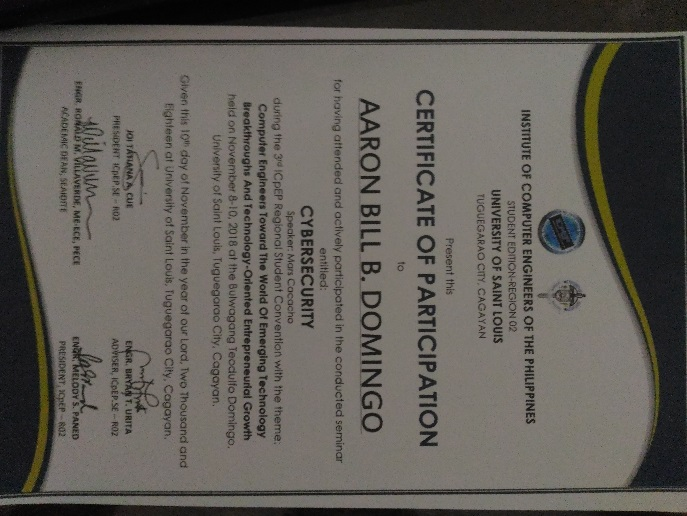 INSTITUTE OF COMPUTER ENGINEERS OF THE PHILIPPINES
STUDENT EDITION-REGION 02
UNIVERSITY OF SAINT LOUIS
TUGUEGARAO CITY, CAGAYAN
Present this
CERTIFICATE OF PARTICIPATION
to
AARON BILL B. DOMINGO
for having attended and actively participated in the conducted seminar
entitled:
CYBERSECURITY
Speaker: Mars Cacacho
during the 3rd ICpEP Regional Student Convention with the theme:
Computer Engineers Toward The World Of Emerging Technology
Breakthroughs And Technology-Oriented Entrepreneurial Growth
held on November 8-10, 2018 at the Bulwagang Teodulfo Domingo,
University of Saint Louis, Tuguegarao City, Cagayan.
Given this 10th day of November in the year of our Lord, Two Thousand and
Eighteen at University of Saint Louis, Tuguegarao City, Cagayan.
JOI TATIANA A. CUE
PRESIDENT ICpEP.SE – R02
ENGR. BRYAN T. URITA
ADVISER, ICpEP.SE – R02
ENGR. RONALD M. VILLAVERDE, ME-ECE, PECE
ACADEMIC DEAN, SEAIDITE
ENGR. MELODY S. PANED
PRESIDENT, ICpEP – R02